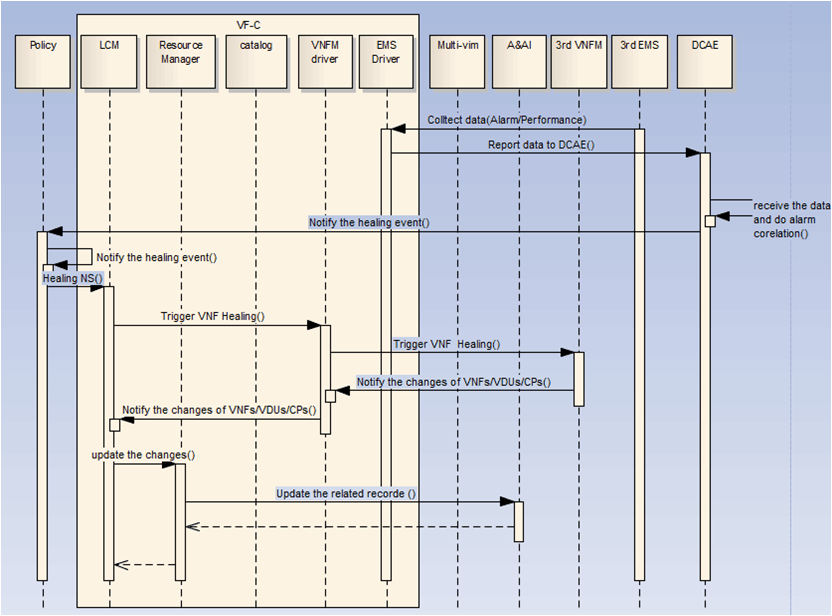 VF-C
Policy
LCM
Resource
Manager
catalog
VNFM
driver
EMS
Driver
Multi-vim
A&AI
3rd VNFM
3rd EMS
DCAE
Colltect data(Alarm/Performance)
Report data to DCAE()
receive the data
and do alarm
corelation()
Notify the healing event()
Notify the healing event()
Healing NS()
Trigger VNF Healing()
Trigger VNF Healing()
Notify the changes of VNFs/VDUs/CPs()
Notify the changes of VNFs/VDUs/CPs()
update the changes()
Update the related recorde ()